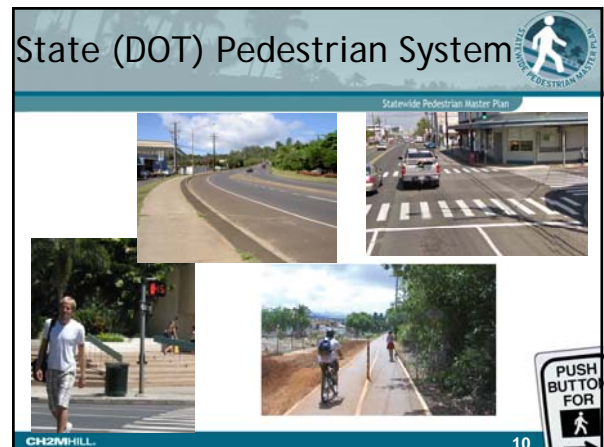 State (DOT) Pedestrian System
STATEWIDE PEDESTRIAN MASTER PLAN
Statewide Pedestrian Master Plan
CH2MHILL.
10
PUSH
BUTTON
FOR